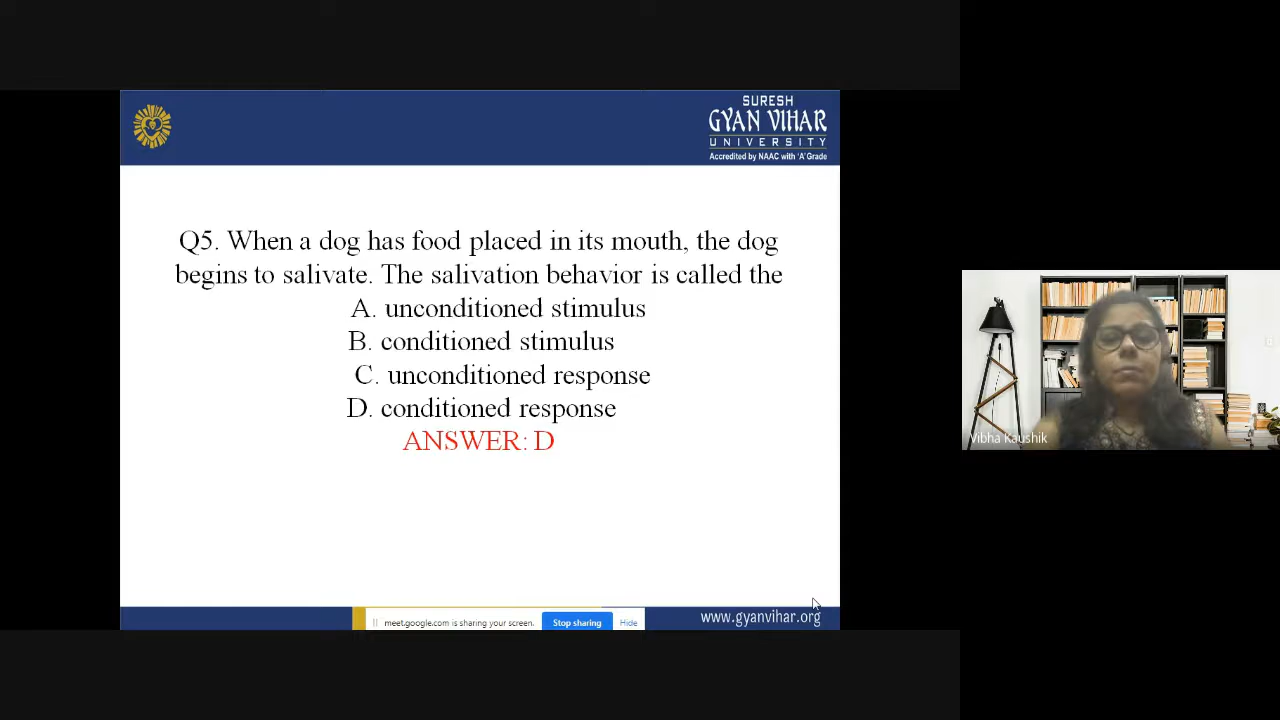 SURESH
GYAN VIHAR
UNIVERSITY
Accredited by NAAC with 'A' Grade
Q5. When a dog has food placed in its mouth, the dog
begins to salivate. The salivation behavior is called the
A. unconditioned stimulus
B. conditioned stimulus
C. unconditioned response
D. conditioned response
ANSWER: D
Vibha Kaushik
meet.google.com is sharing your screen.
Stop sharing
Hide
www.gyanvihar.org